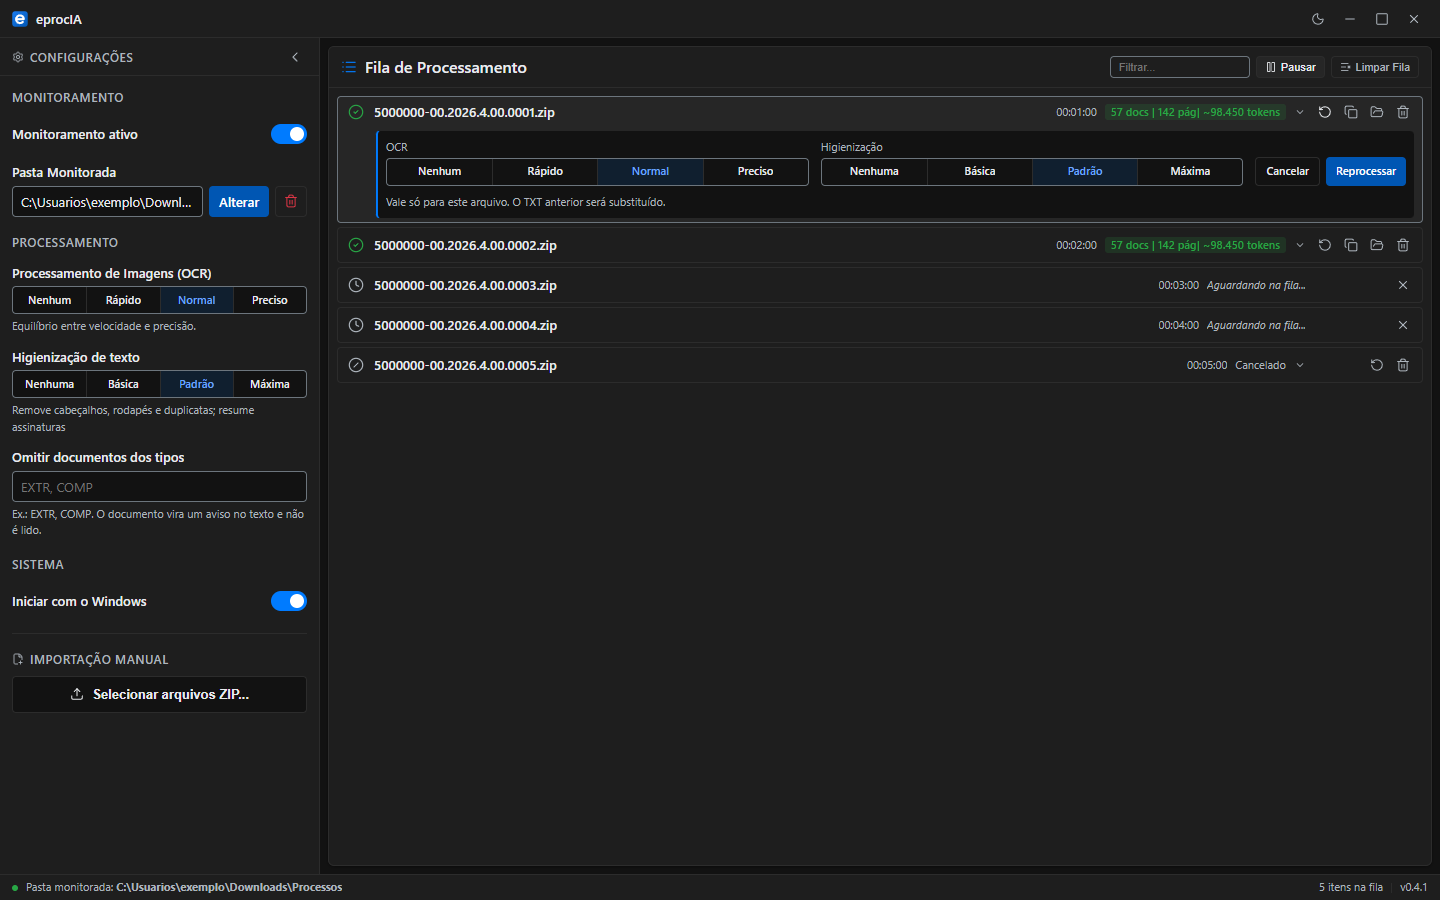 eprocIA
CONFIGURAÇÕES
MONITORAMENTO
Monitoramento ativo
Pasta Monitorada
C:\Usuarios\exemplo\Downl...
Alterar
PROCESSAMENTO
Processamento de Imagens (OCR)
Nenhum Rápido Normal Preciso
Equilíbrio entre velocidade e precisão.
Higienização de texto
Nenhuma Básica Padrão Máxima
Remove cabeçalhos, rodapés e duplicatas; resume
assinaturas
Omitir documentos dos tipos
EXTR, COMP
Ex.: EXTR, COMP. O documento vira um aviso no texto e não
é lido.
SISTEMA
Iniciar com o Windows
IMPORTAÇÃO MANUAL
Selecionar arquivos ZIP...
Fila de Processamento
Filtrar... Pausar Limpar Fila
5000000-00.2026.4.00.0001.zip 00:01:00 57 docs | 142 pág| ~98.450 tokens
OCR Higienização
Nenhum Rápido Normal Preciso Nenhuma Básica Padrão Máxima Cancelar Reprocessar
Vale só para este arquivo. O TXT anterior será substituído.
5000000-00.2026.4.00.0002.zip 00:02:00 57 docs | 142 pág| ~98.450 tokens
5000000-00.2026.4.00.0003.zip 00:03:00 Aguardando na fila...
5000000-00.2026.4.00.0004.zip 00:04:00 Aguardando na fila...
5000000-00.2026.4.00.0005.zip 00:05:00 Cancelado
Pasta monitorada: C:\Usuarios\exemplo\Downloads\Processos
5 itens na fila v0.4.1